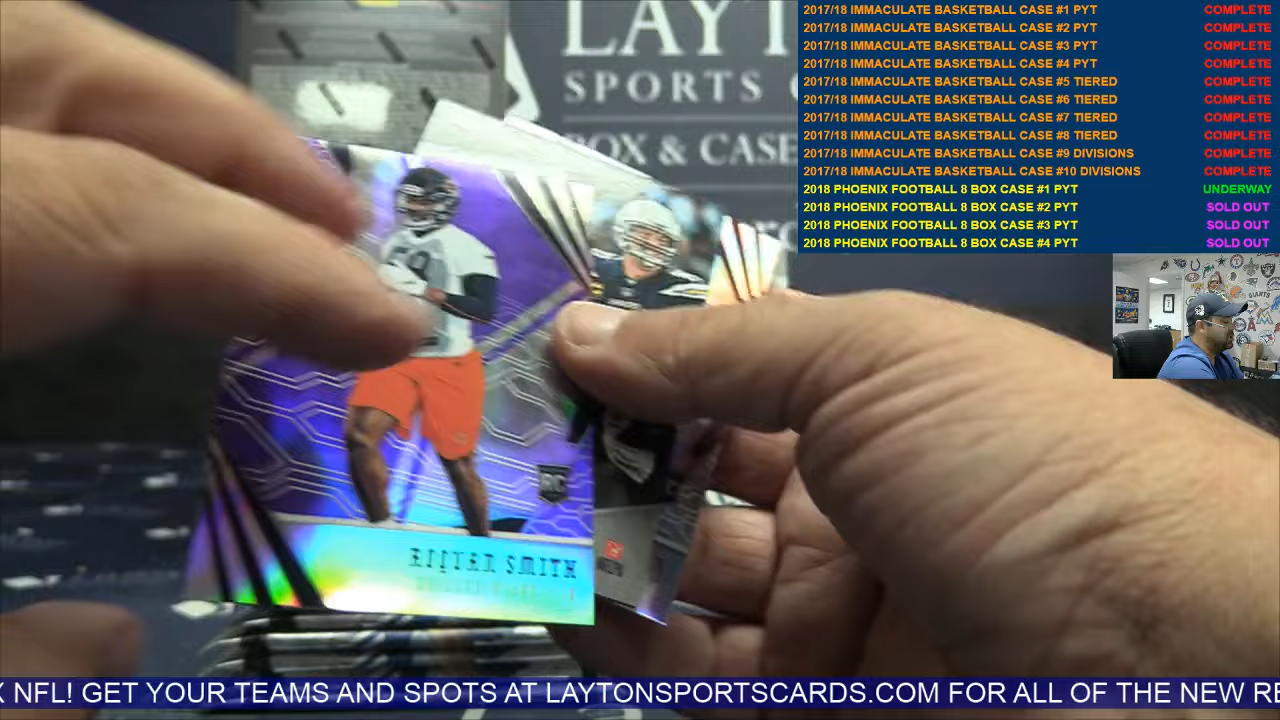 LAYT
SPORTS C
BOX & CASE
2017/18 IMMACULATE BASKETBALL CASE #1 PYT COMPLETE
2017/18 IMMACULATE BASKETBALL CASE #2 PYT COMPLETE
2017/18 IMMACULATE BASKETBALL CASE #3 PYT COMPLETE
2017/18 IMMACULATE BASKETBALL CASE #4 PYT COMPLETE
2017/18 IMMACULATE BASKETBALL CASE #5 TIERED COMPLETE
2017/18 IMMACULATE BASKETBALL CASE #6 TIERED COMPLETE
2017/18 IMMACULATE BASKETBALL CASE #7 TIERED COMPLETE
2017/18 IMMACULATE BASKETBALL CASE #8 TIERED COMPLETE
2017/18 IMMACULATE BASKETBALL CASE #9 DIVISIONS COMPLETE
2017/18 IMMACULATE BASKETBALL CASE #10 DIVISIONS COMPLETE
2018 PHOENIX FOOTBALL 8 BOX CASE #1 PYT UNDERWAY
2018 PHOENIX FOOTBALL 8 BOX CASE #2 PYT SOLD OUT
2018 PHOENIX FOOTBALL 8 BOX CASE #3 PYT SOLD OUT
2018 PHOENIX FOOTBALL 8 BOX CASE #4 PYT SOLD OUT
RC
SMITH
X NFL! GET YOUR TEAMS AND SPOTS AT LAYTONSPORTSCARDS.COM FOR ALL OF THE NEW RE